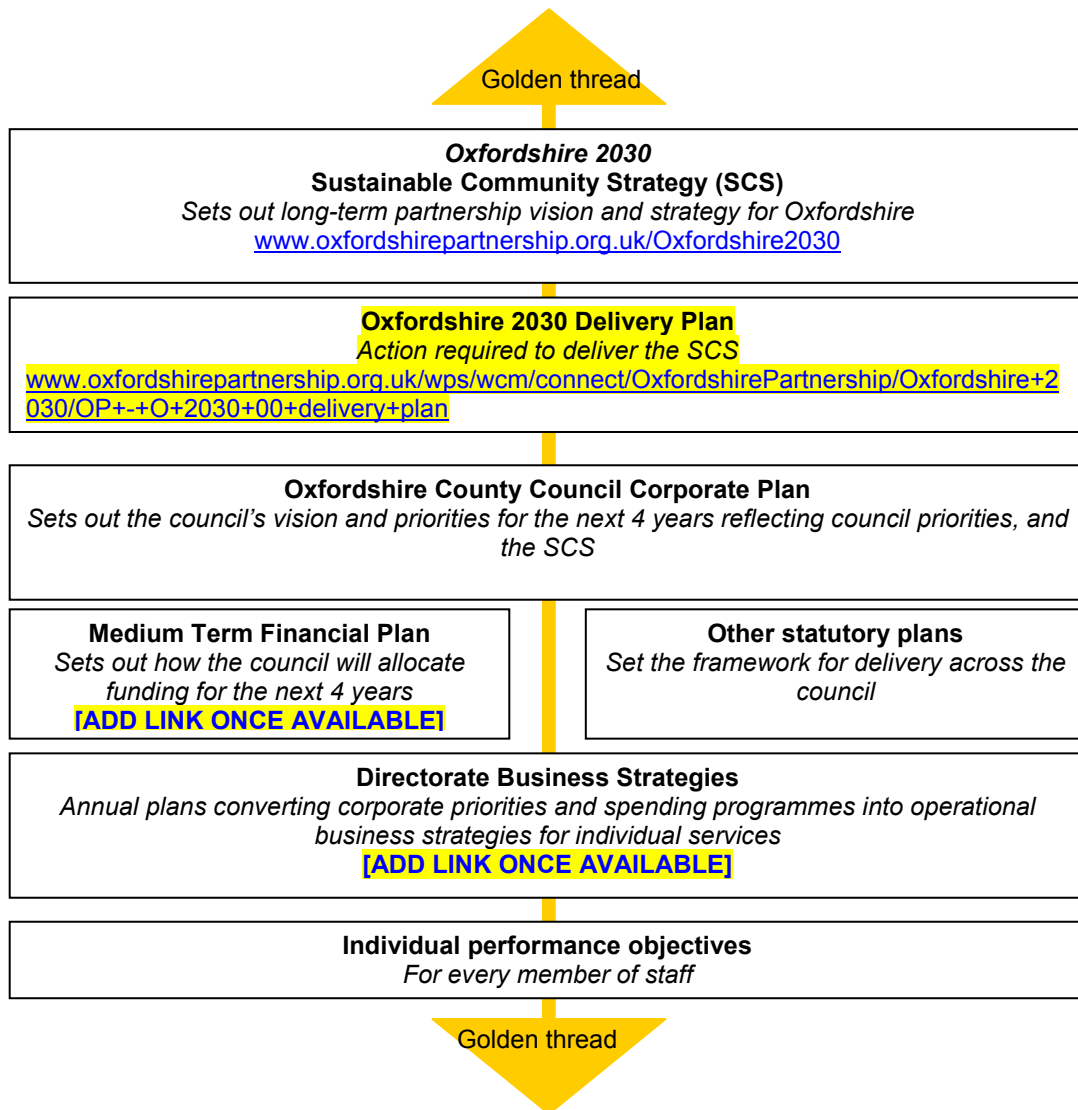 Golden thread
Oxfordshire 2030
Sustainable Community Strategy (SCS)
Sets out long-term partnership vision and strategy for Oxfordshire
www.oxfordshirepartnership.org.uk/Oxfordshire2030
Oxfordshire 2030 Delivery Plan
Action required to deliver the SCS
www.oxfordshirepartnership.org.uk/wps/wcm/connect/OxfordshirePartnership/Oxfordshire+2
030/OP+-+O+2030+00+delivery+plan
Oxfordshire County Council Corporate Plan
Sets out the council's vision and priorities for the next 4 years reflecting council priorities, and
the SCS
Medium Term Financial Plan
Sets out how the council will allocate
funding for the next 4 years
[ADD LINK ONCE AVAILABLE]
Other statutory plans
Set the framework for delivery across the
council
Directorate Business Strategies
Annual plans converting corporate priorities and spending programmes into operational
business strategies for individual services
[ADD LINK ONCE AVAILABLE]
Individual performance objectives
For every member of staff
Golden thread